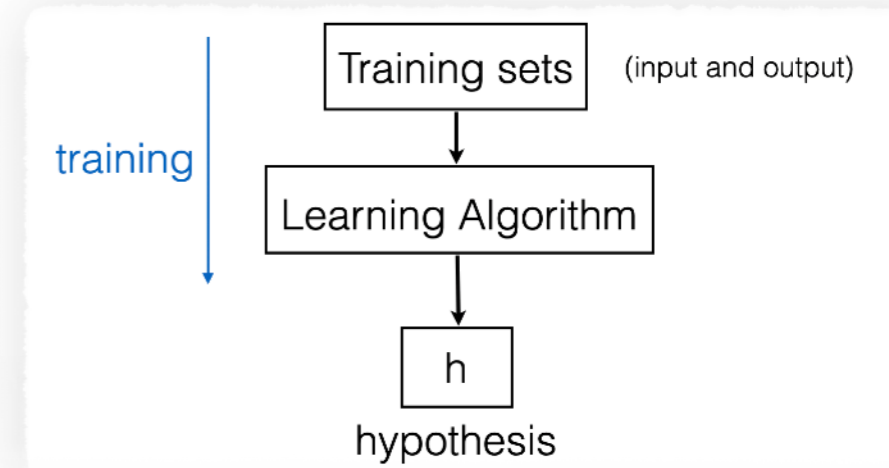 Training sets
(input and output)
training
Learning Algorithm
h
hypothesis